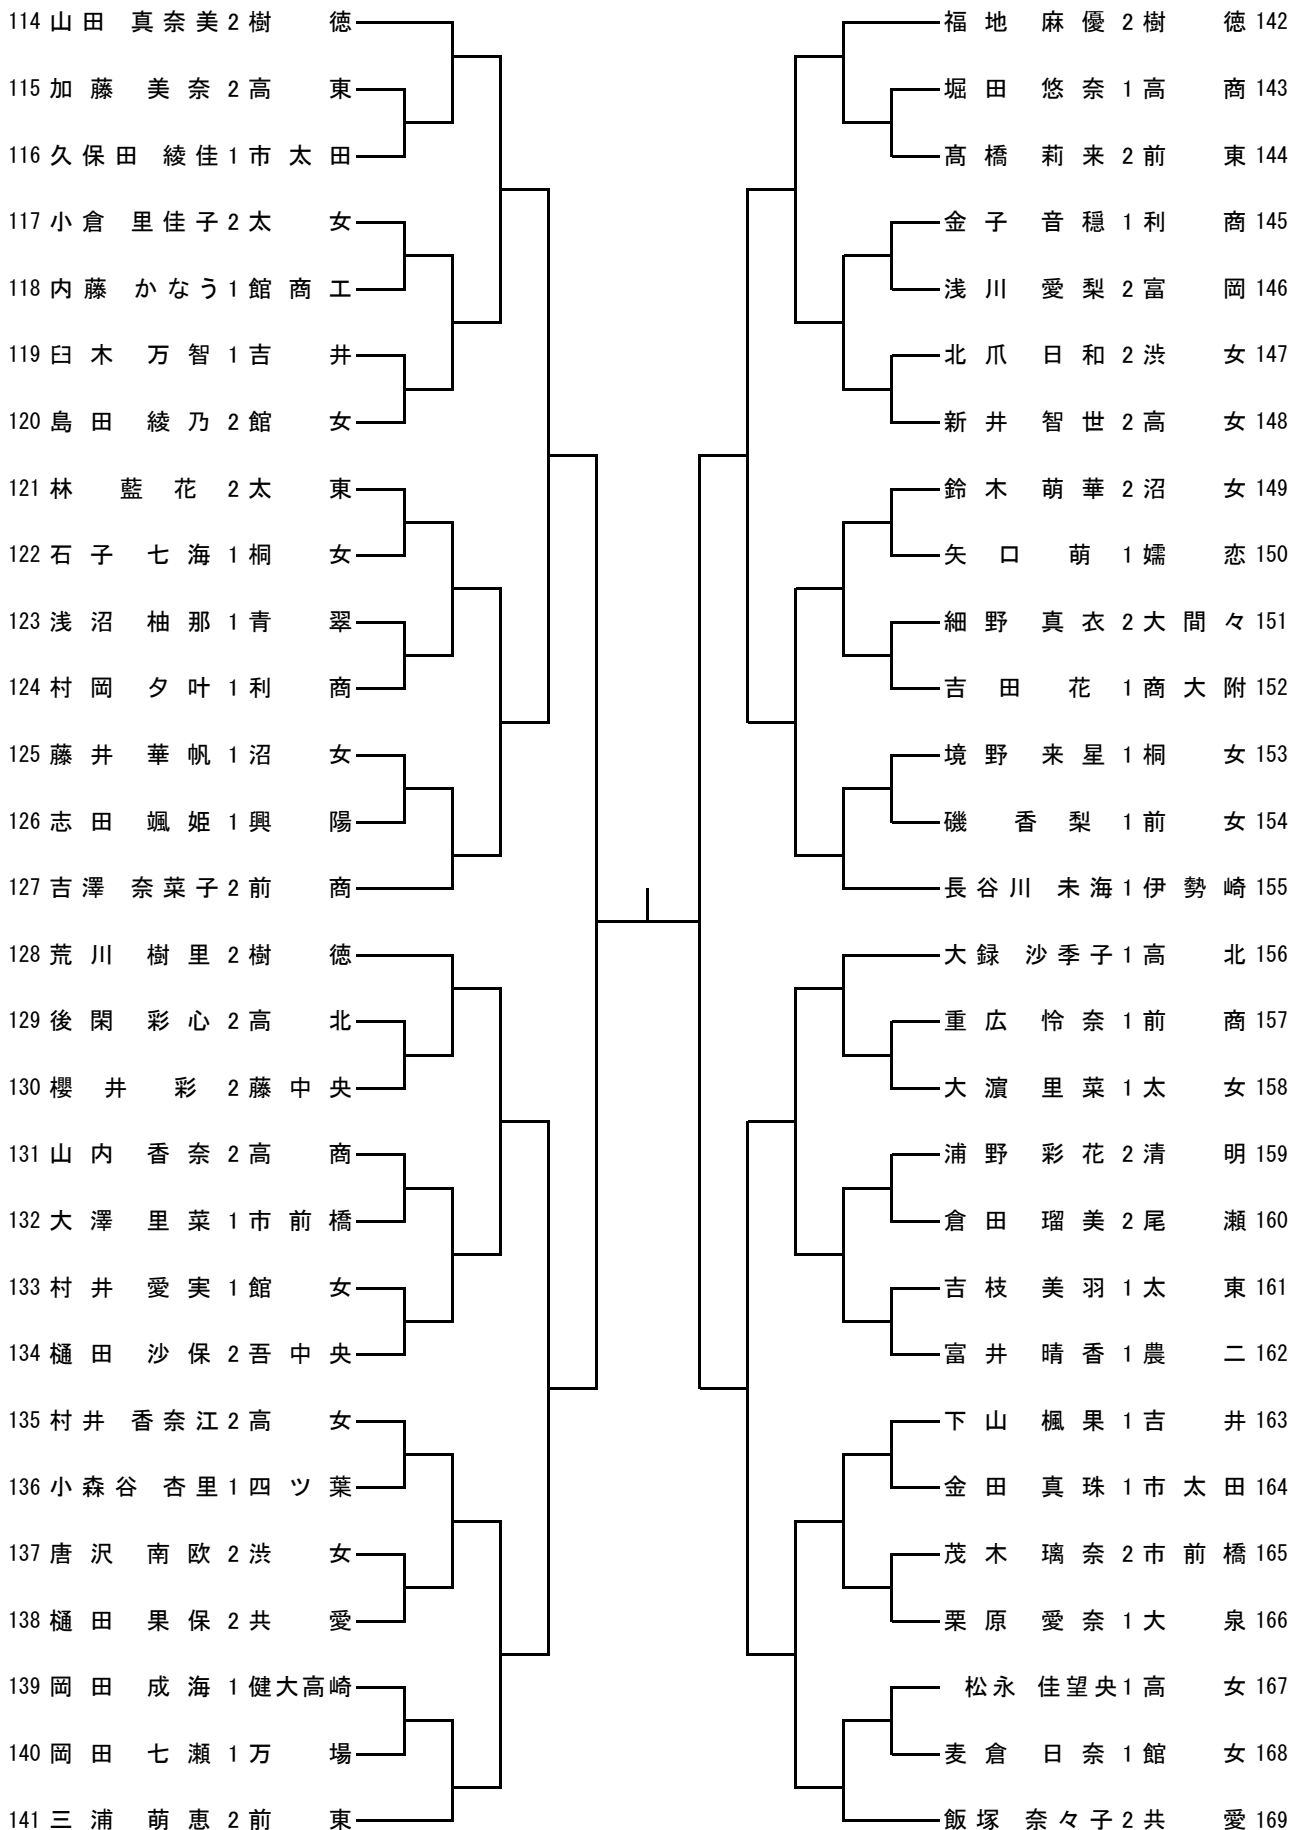 114 山田 真奈美 2 樹徳
115 加藤 美奈 2 高東
116 久保田 綾佳 1 市太田
117 小倉 里佳子 2 太女
118 内藤 かなう 1 館商工
119 臼木 万智 1 吉井
120 島田 綾乃 2 館女
121 林 藍花 2 太東
122 石子 七海 1 桐女
123 浅沼 柚那 1 青翠
124 村岡 夕叶 1 利商
125 藤井 華帆 1 沼女
126 志田 颯姫 1 興陽
127 吉澤 奈菜子 2 前商
128 荒川 樹里 2 樹徳
129 後閑 彩心 2 高北
130 櫻井 彩 2 藤中央
131 山内 香奈 2 高商
132 大澤 里菜 1 市前橋
133 村井 愛実 1 館女
134 樋田 沙保 2 吾中央
135 村井 香奈江 2 高女
136 小森谷 杏里 1 四ツ葉
137 唐沢 南欧 2 渋女
138 樋田 果保 2 共愛
139 岡田 成海 1 健大高崎
140 岡田 七瀬 1 万場
141 三浦 萌恵 2 前東
福地 麻優 2 樹徳 142
堀田 悠奈 1 高商 143
髙橋 莉来 2 前東 144
金子 音穏 1 利商 145
浅川 愛梨 2 富岡 146
北爪 日和 2 渋女 147
新井 智世 2 高女 148
鈴木 萌華 2 沼女 149
矢口 萌 1 嬬恋 150
細野 真衣 2 大間々 151
吉田 花 1 商大附 152
境野 来星 1 桐女 153
磯 香梨 1 前女 154
長谷川 未海 1 伊勢崎 155
大録 沙季子 1 高北 156
重広 怜奈 1 前商 157
大濵 里菜 1 太女 158
浦野 彩花 2 清明 159
倉田 瑠美 2 尾瀬 160
吉枝 美羽 1 太東 161
富井 晴香 1 農二 162
下山 楓果 1 吉井 163
金田 真珠 1 市太田 164
茂木 璃奈 2 市前橋 165
栗原 愛奈 1 大泉 166
松永 佳望央 1 高女 167
麦倉 日奈 1 館女 168
飯塚 奈々子 2 共愛 169